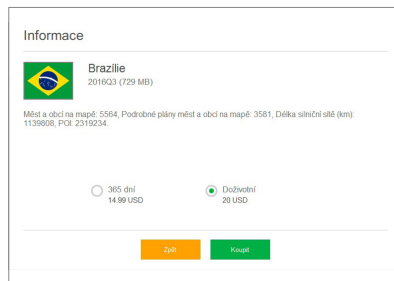 Informace
Brazílie
2016Q3 (729 MB)
Měst a obcí na mapě: 5564, Podrobné plány měst a obcí na mapě: 3581, Délka silniční sítě (km):
1139808, POI: 2319234.
365 dní
14.99 USD
Doživotní
20 USD
Zpět
Koupit